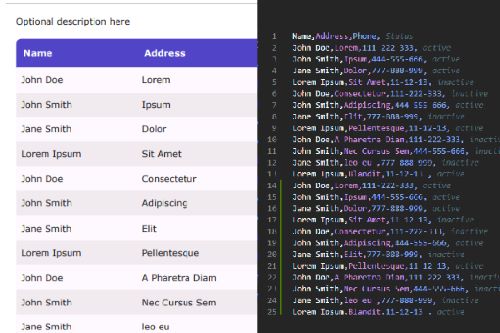 Optional description here
Name Address
John Doe Lorem
John Smith Ipsum
Jane Smith Dolor
Lorem Ipsum Sit Amet
John Doe Consectetur
John Smith Adipiscing
Jane Smith Elit
Lorem Ipsum Pellentesque
John Doe A Pharetra Diam
John Smith Nec Cursus Sem
Jane Smith leo eu
1 Name,Address,Phone, Status
2 John Doe,Lorem,111-222-333, active
3 John Smith,Ipsum,444-555-666, active
4 Jane Smith,Dolor,777-888-999, inactive
5 Lorem Ipsum,Sit Amet,11-12-13, inactive
6 John Doe,Consectetur,111-222-333, inactive
7 John Smith,Adipiscing,444-555-666, active
8 Jane Smith,Elit,777-888-999, inactive
9 Lorem Ipsum,Pellentesque,11-12-13, active
10 John Doe,A Pharetra Diam,111-222-333, active
11 John Smith,Nec Cursus Sem,444-555-666, inactive
12 Jane Smith,leo eu ,777-888-999, inactive
13 Lorem Ipsum,Blandit,11-12-13 , active
14 John Doe,Lorem,111-222-333, active
15 John Smith,Ipsum,444-555-666, active
16 Jane Smith,Dolor,777-888-999, inactive
17 Lorem Ipsum,Sit Amet,11-12-13, inactive
18 John Doe,Consectetur,111-222-333, inactive
19 John Smith,Adipiscing,444-555-666, active
20 Jane Smith,Elit,777-888-999, inactive
21 Lorem Ipsum,Pellentesque,11-12-13, active
22 John Doe,A Pharetra Diam,111-222-333, active
23 John Smith,Nec Cursus Sem,444-555-666, inactive
24 Jane Smith,leo eu ,777-888-999, inactive
25 Lorem Ipsum,Blandit,11-12-13 , active